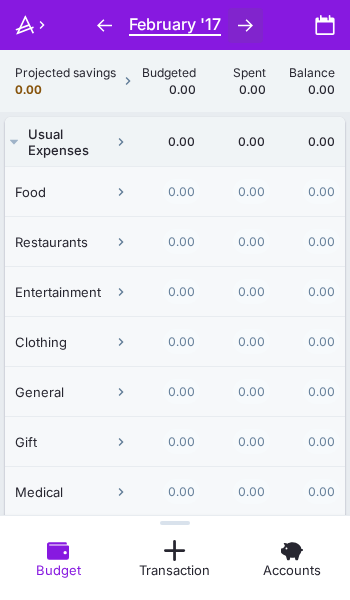 February '17
Projected savings Budgeted Spent Balance
0.00 0.00 0.00 0.00
Usual
Expenses 0.00 0.00 0.00
Food 0.00 0.00 0.00
Restaurants 0.00 0.00 0.00
Entertainment 0.00 0.00 0.00
Clothing 0.00 0.00 0.00
General 0.00 0.00 0.00
Gift 0.00 0.00 0.00
Medical 0.00 0.00 0.00
Budget Transaction Accounts